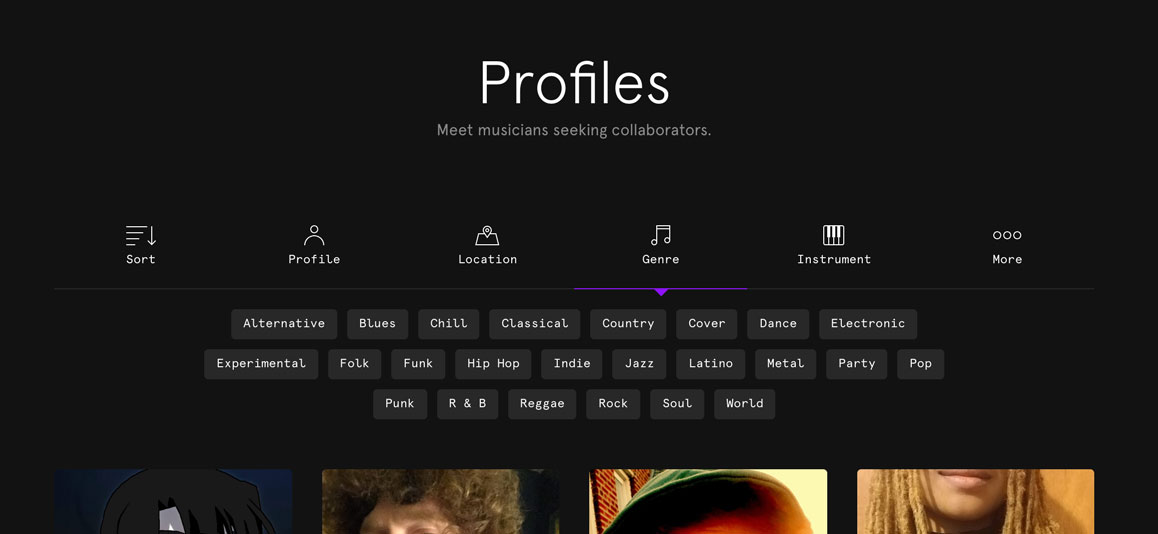 Profiles
Meet musicians seeking collaborators.
Sort Profile Location Genre Instrument More
Alternative Blues Chill Classical Country Cover Dance Electronic
Experimental Folk Funk Hip Hop Indie Jazz Latino Metal Party Pop
Punk R & B Reggae Rock Soul World